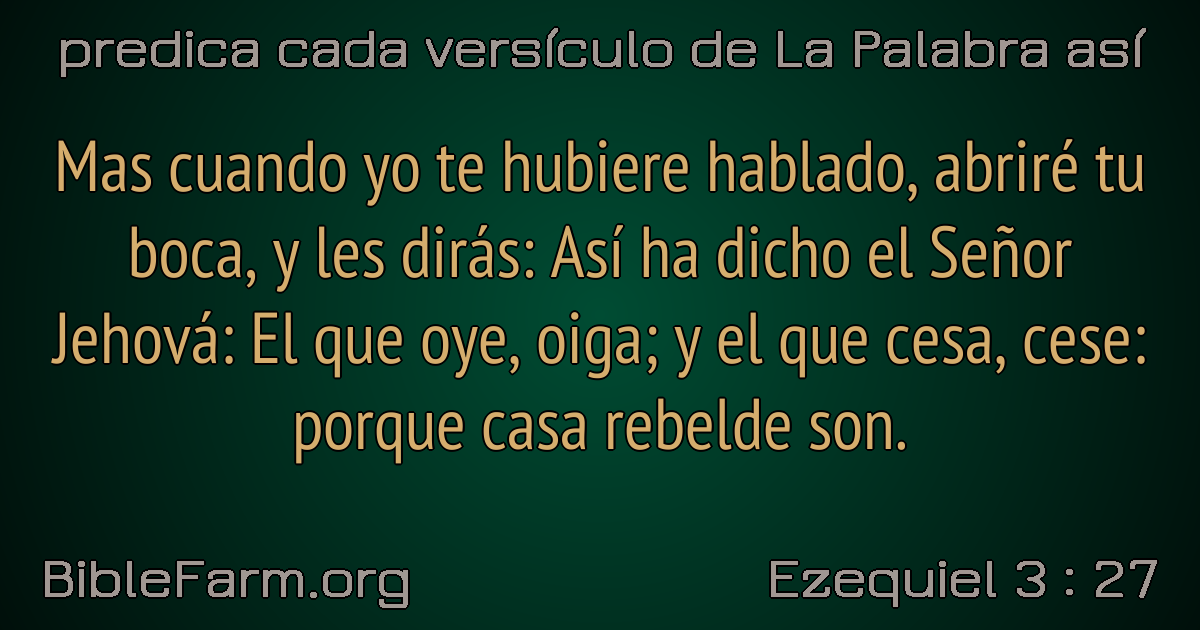 predica cada versículo de La Palabra así
Mas cuando yo te hubiere hablado, abriré tu
boca, y les dirás: Así ha dicho el Señor
Jehová: El que oye, oiga; y el que cesa, cese:
porque casa rebelde son.
BibleFarm.org
Ezequiel 3 : 27